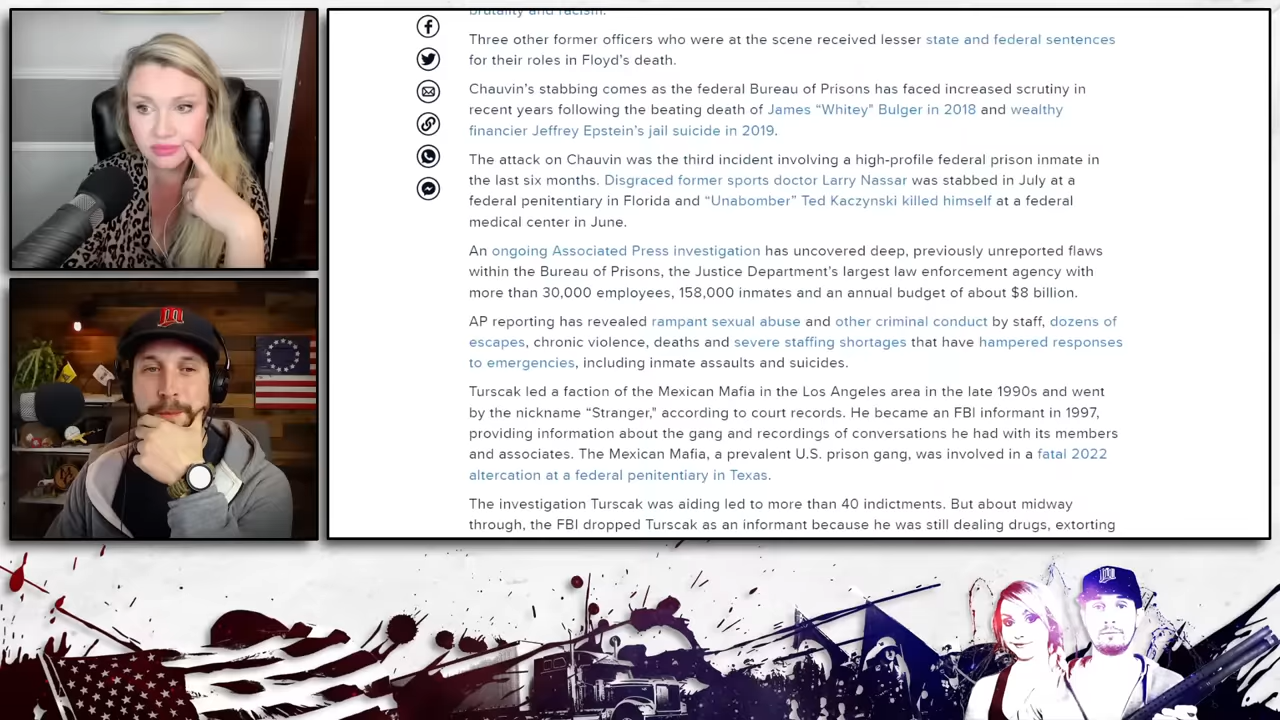 brutality and racism.
Three other former officers who were at the scene received lesser state and federal sentences
for their roles in Floyd's death.
Chauvin's stabbing comes as the federal Bureau of Prisons has faced increased scrutiny in
recent years following the beating death of James “Whitey” Bulger in 2018 and wealthy
financier Jeffrey Epstein's jail suicide in 2019.
The attack on Chauvin was the third incident involving a high-profile federal prison inmate in
the last six months. Disgraced former sports doctor Larry Nassar was stabbed in July at a
federal penitentiary in Florida and “Unabomber” Ted Kaczynski killed himself at a federal
medical center in June.
An ongoing Associated Press investigation has uncovered deep, previously unreported flaws
within the Bureau of Prisons, the Justice Department's largest law enforcement agency with
more than 30,000 employees, 158,000 inmates and an annual budget of about $8 billion.
AP reporting has revealed rampant sexual abuse and other criminal conduct by staff, dozens of
escapes, chronic violence, deaths and severe staffing shortages that have hampered responses
to emergencies, including inmate assaults and suicides.
Turscak led a faction of the Mexican Mafia in the Los Angeles area in the late 1990s and went
by the nickname “Stranger,” according to court records. He became an FBI informant in 1997,
providing information about the gang and recordings of conversations he had with its members
and associates. The Mexican Mafia, a prevalent U.S. prison gang, was involved in a fatal 2022
altercation at a federal penitentiary in Texas.
The investigation Turscak was aiding led to more than 40 indictments. But about midway
through, the FBI dropped Turscak as an informant because he was still dealing drugs, extorting